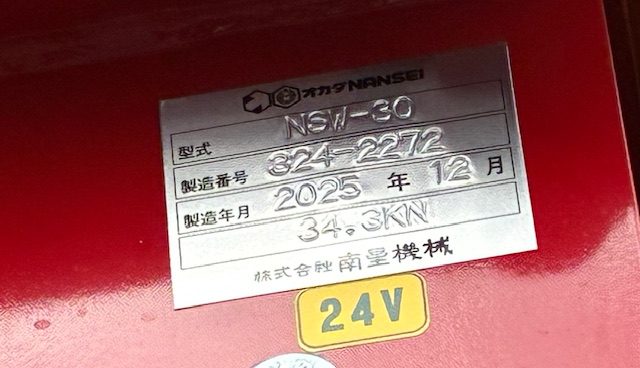 オカダNANSEI
型式 NSW-30
製造番号 324-2272
製造年月 2025 年 12 月
34.3KN
株式会社 南星機械
24V